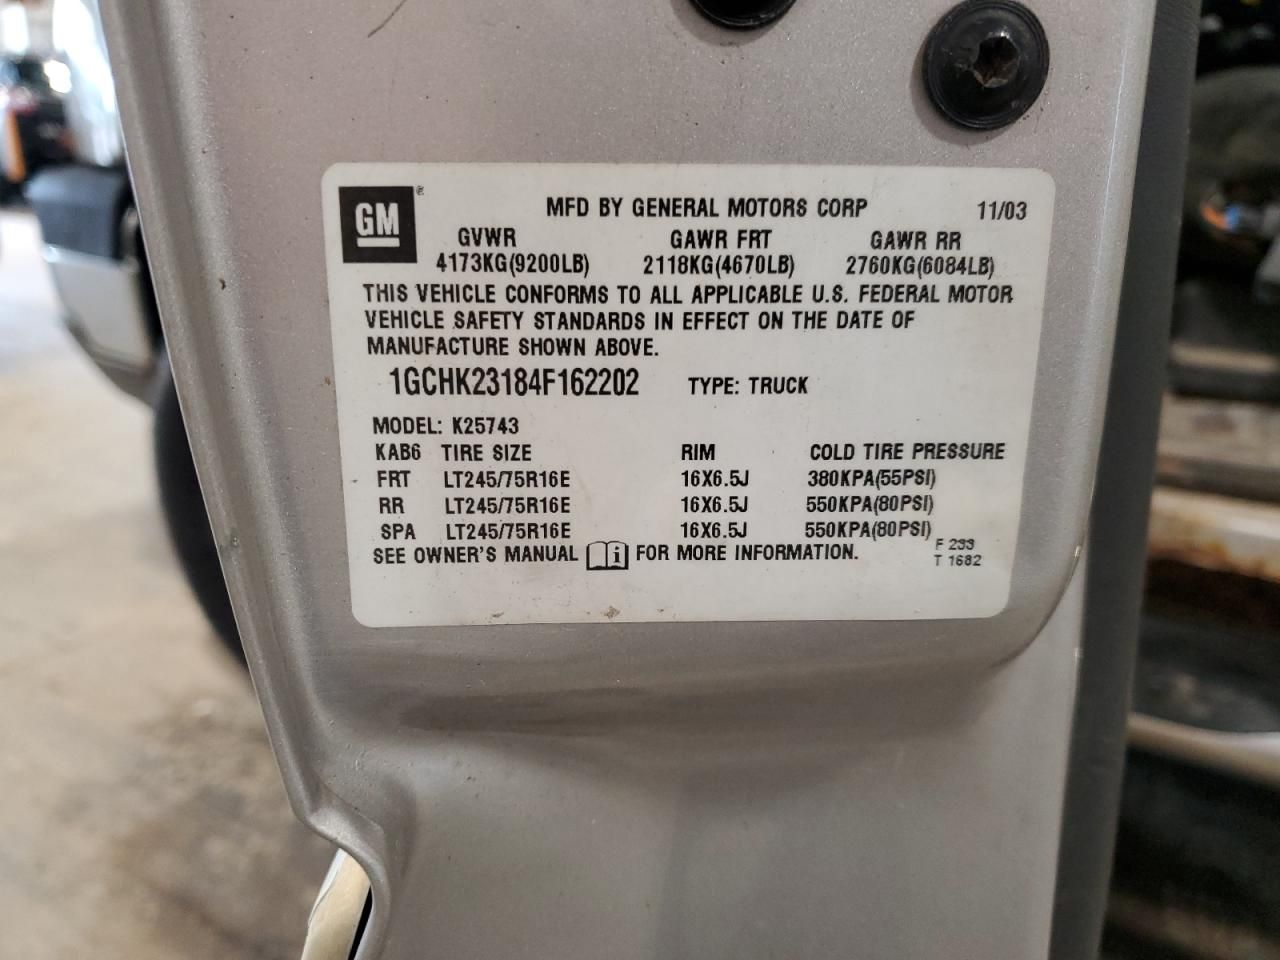 GM®
MFD BY GENERAL MOTORS CORP 11/03
GVWR GAWR FRT GAWR RR
4173KG(9200LB) 2118KG(4670LB) 2760KG(6084LB)
THIS VEHICLE CONFORMS TO ALL APPLICABLE U.S. FEDERAL MOTOR
VEHICLE SAFETY STANDARDS IN EFFECT ON THE DATE OF
MANUFACTURE SHOWN ABOVE.
1GCHK23184F162202 TYPE: TRUCK
MODEL: K25743
KAB6 TIRE SIZE RIM COLD TIRE PRESSURE
FRT LT245/75R16E 16X6.5J 380KPA(55PSI)
RR LT245/75R16E 16X6.5J 550KPA(80PSI)
SPA LT245/75R16E 16X6.5J 550KPA(80PSI)
SEE OWNER'S MANUAL i FOR MORE INFORMATION.
F 233
T 1682